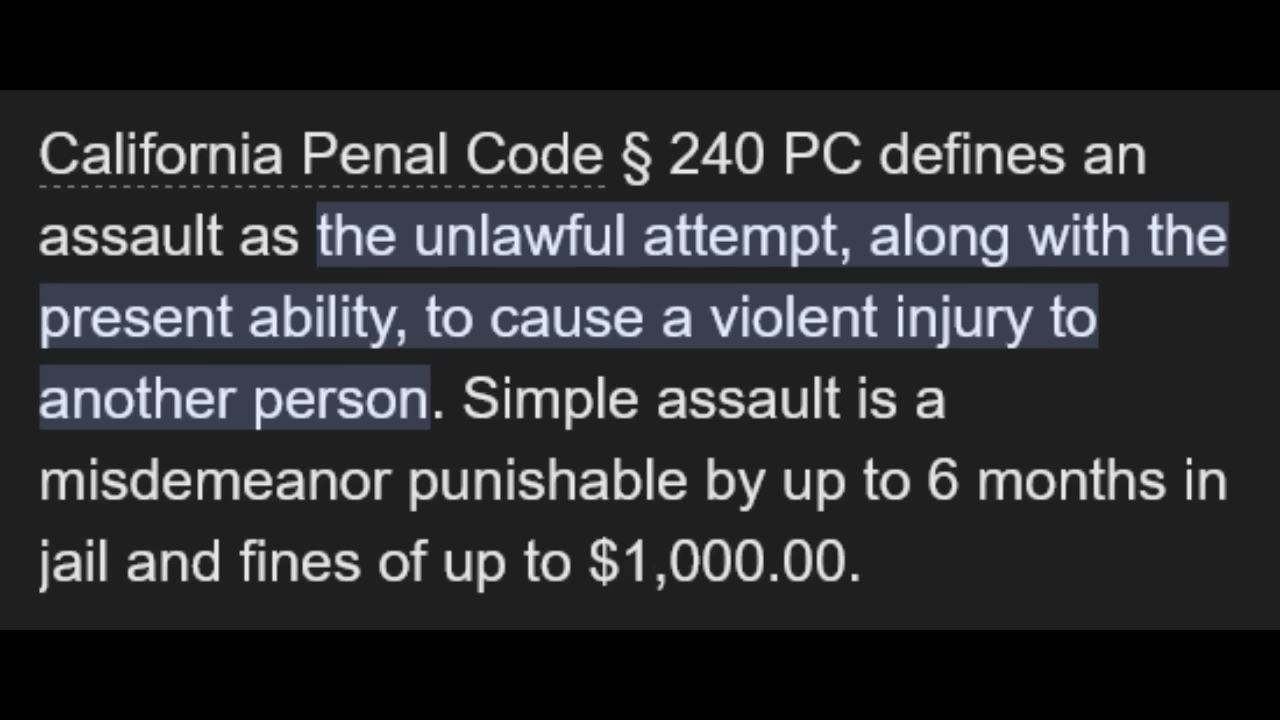 California Penal Code § 240 PC defines an
assault as the unlawful attempt, along with the
present ability, to cause a violent injury to
another person. Simple assault is a
misdemeanor punishable by up to 6 months in
jail and fines of up to $1,000.00.